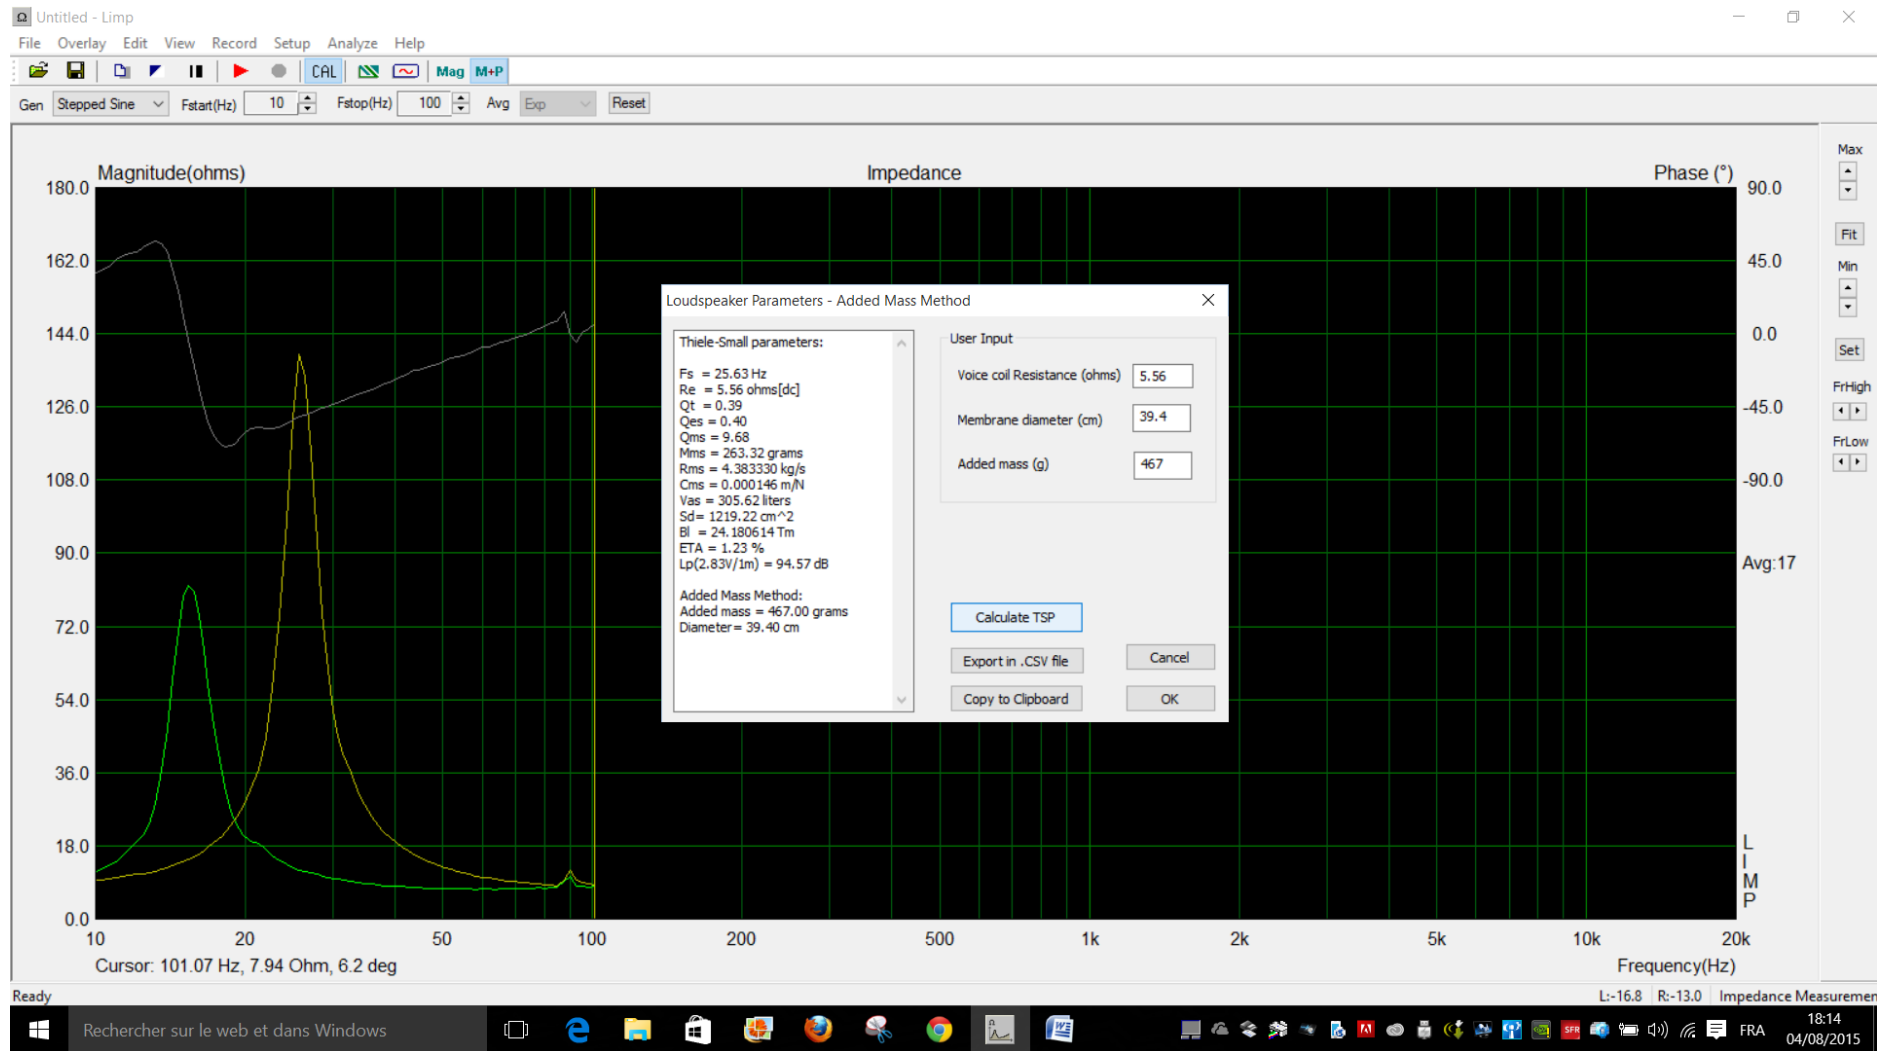 Untitled - Limp
File Overlay Edit View Record Setup Analyze Help
CAL Mag M+P
Gen Stepped Sine Fstart(Hz) 10 Fstop(Hz) 100 Avg Exp Reset
Magnitude(ohms) Impedance Phase (°)
Max
180.0 90.0
Fit
162.0 45.0
Min
144.0 0.0
Set
FrHigh
126.0 -45.0
FrLow
108.0 -90.0
90.0 Avg:17
72.0
54.0
36.0
18.0
L
I
M
P
0.0
10 20 50 100 200 500 1k 2k 5k 10k 20k
Cursor: 101.07 Hz, 7.94 Ohm, 6.2 deg Frequency(Hz)
Loudspeaker Parameters - Added Mass Method
Thiele-Small parameters:
Fs = 25.63 Hz
Re = 5.56 ohms[dc]
Qt = 0.39
Qes = 0.40
Qms = 9.68
Mms = 263.32 grams
Rms = 4.383330 kg/s
Cms = 0.000146 m/N
Vas = 305.62 liters
Sd= 1219.22 cm^2
Bl = 24.180614 Tm
ETA = 1.23 %
Lp(2.83V/1m) = 94.57 dB
Added Mass Method:
Added mass = 467.00 grams
Diameter= 39.40 cm
User Input
Voice coil Resistance (ohms) 5.56
Membrane diameter (cm) 39.4
Added mass (g) 467
Calculate TSP
Export in .CSV file Cancel
Copy to Clipboard OK
Ready L:-16.8 R:-13.0 Impedance Measuremen
Rechercher sur le web et dans Windows
SFR
FRA
18:14
04/08/2015